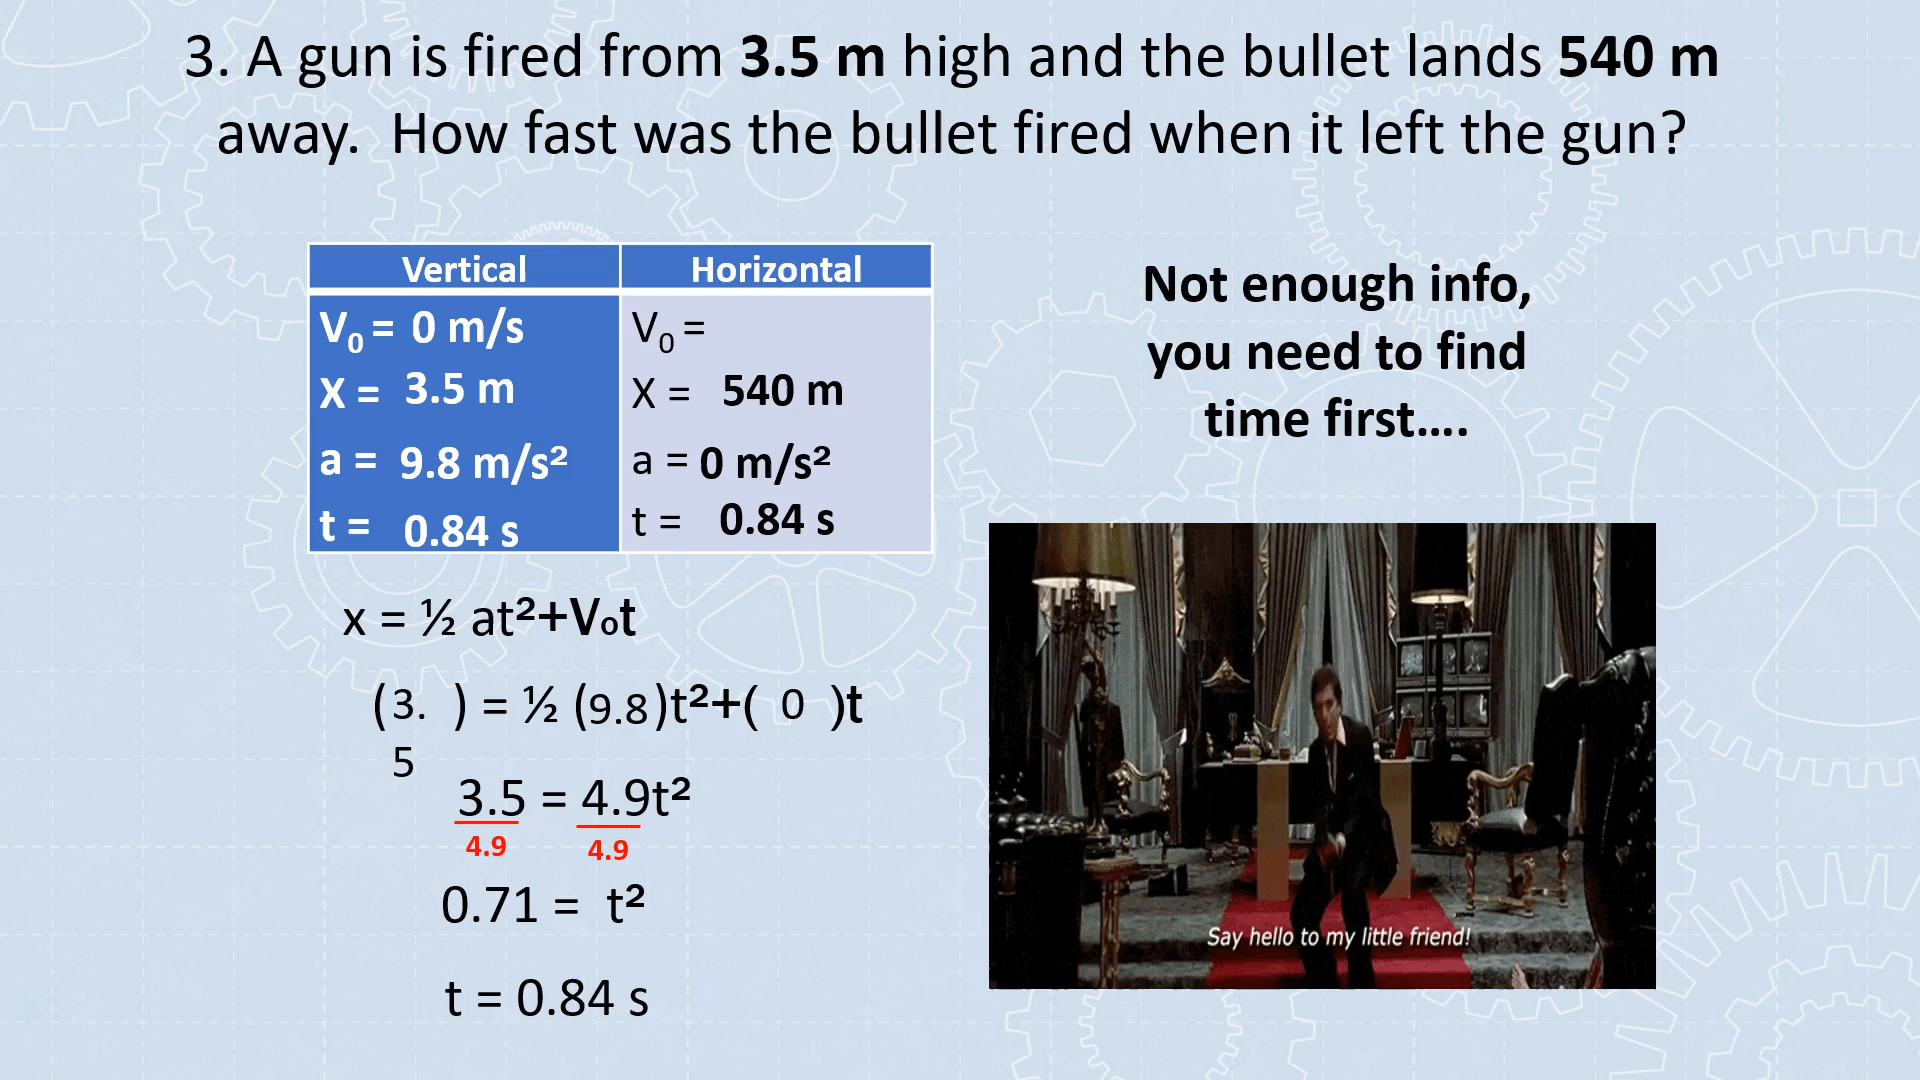 3. A gun is fired from 3.5 m high and the bullet lands 540 m
away. How fast was the bullet fired when it left the gun?
Vertical Horizontal
V₀ = 0 m/s V₀ =
X = 3.5 m X = 540 m
a = 9.8 m/s² a = 0 m/s²
t = 0.84 s t = 0.84 s
Not enough info,
you need to find
time first....
x = ½ at²+V₀t
(3. ) = ½ (9.8)t²+( 0 )t
5
3.5 = 4.9t²
4.9 4.9
0.71 = t²
t = 0.84 s
Say hello to my little friend!